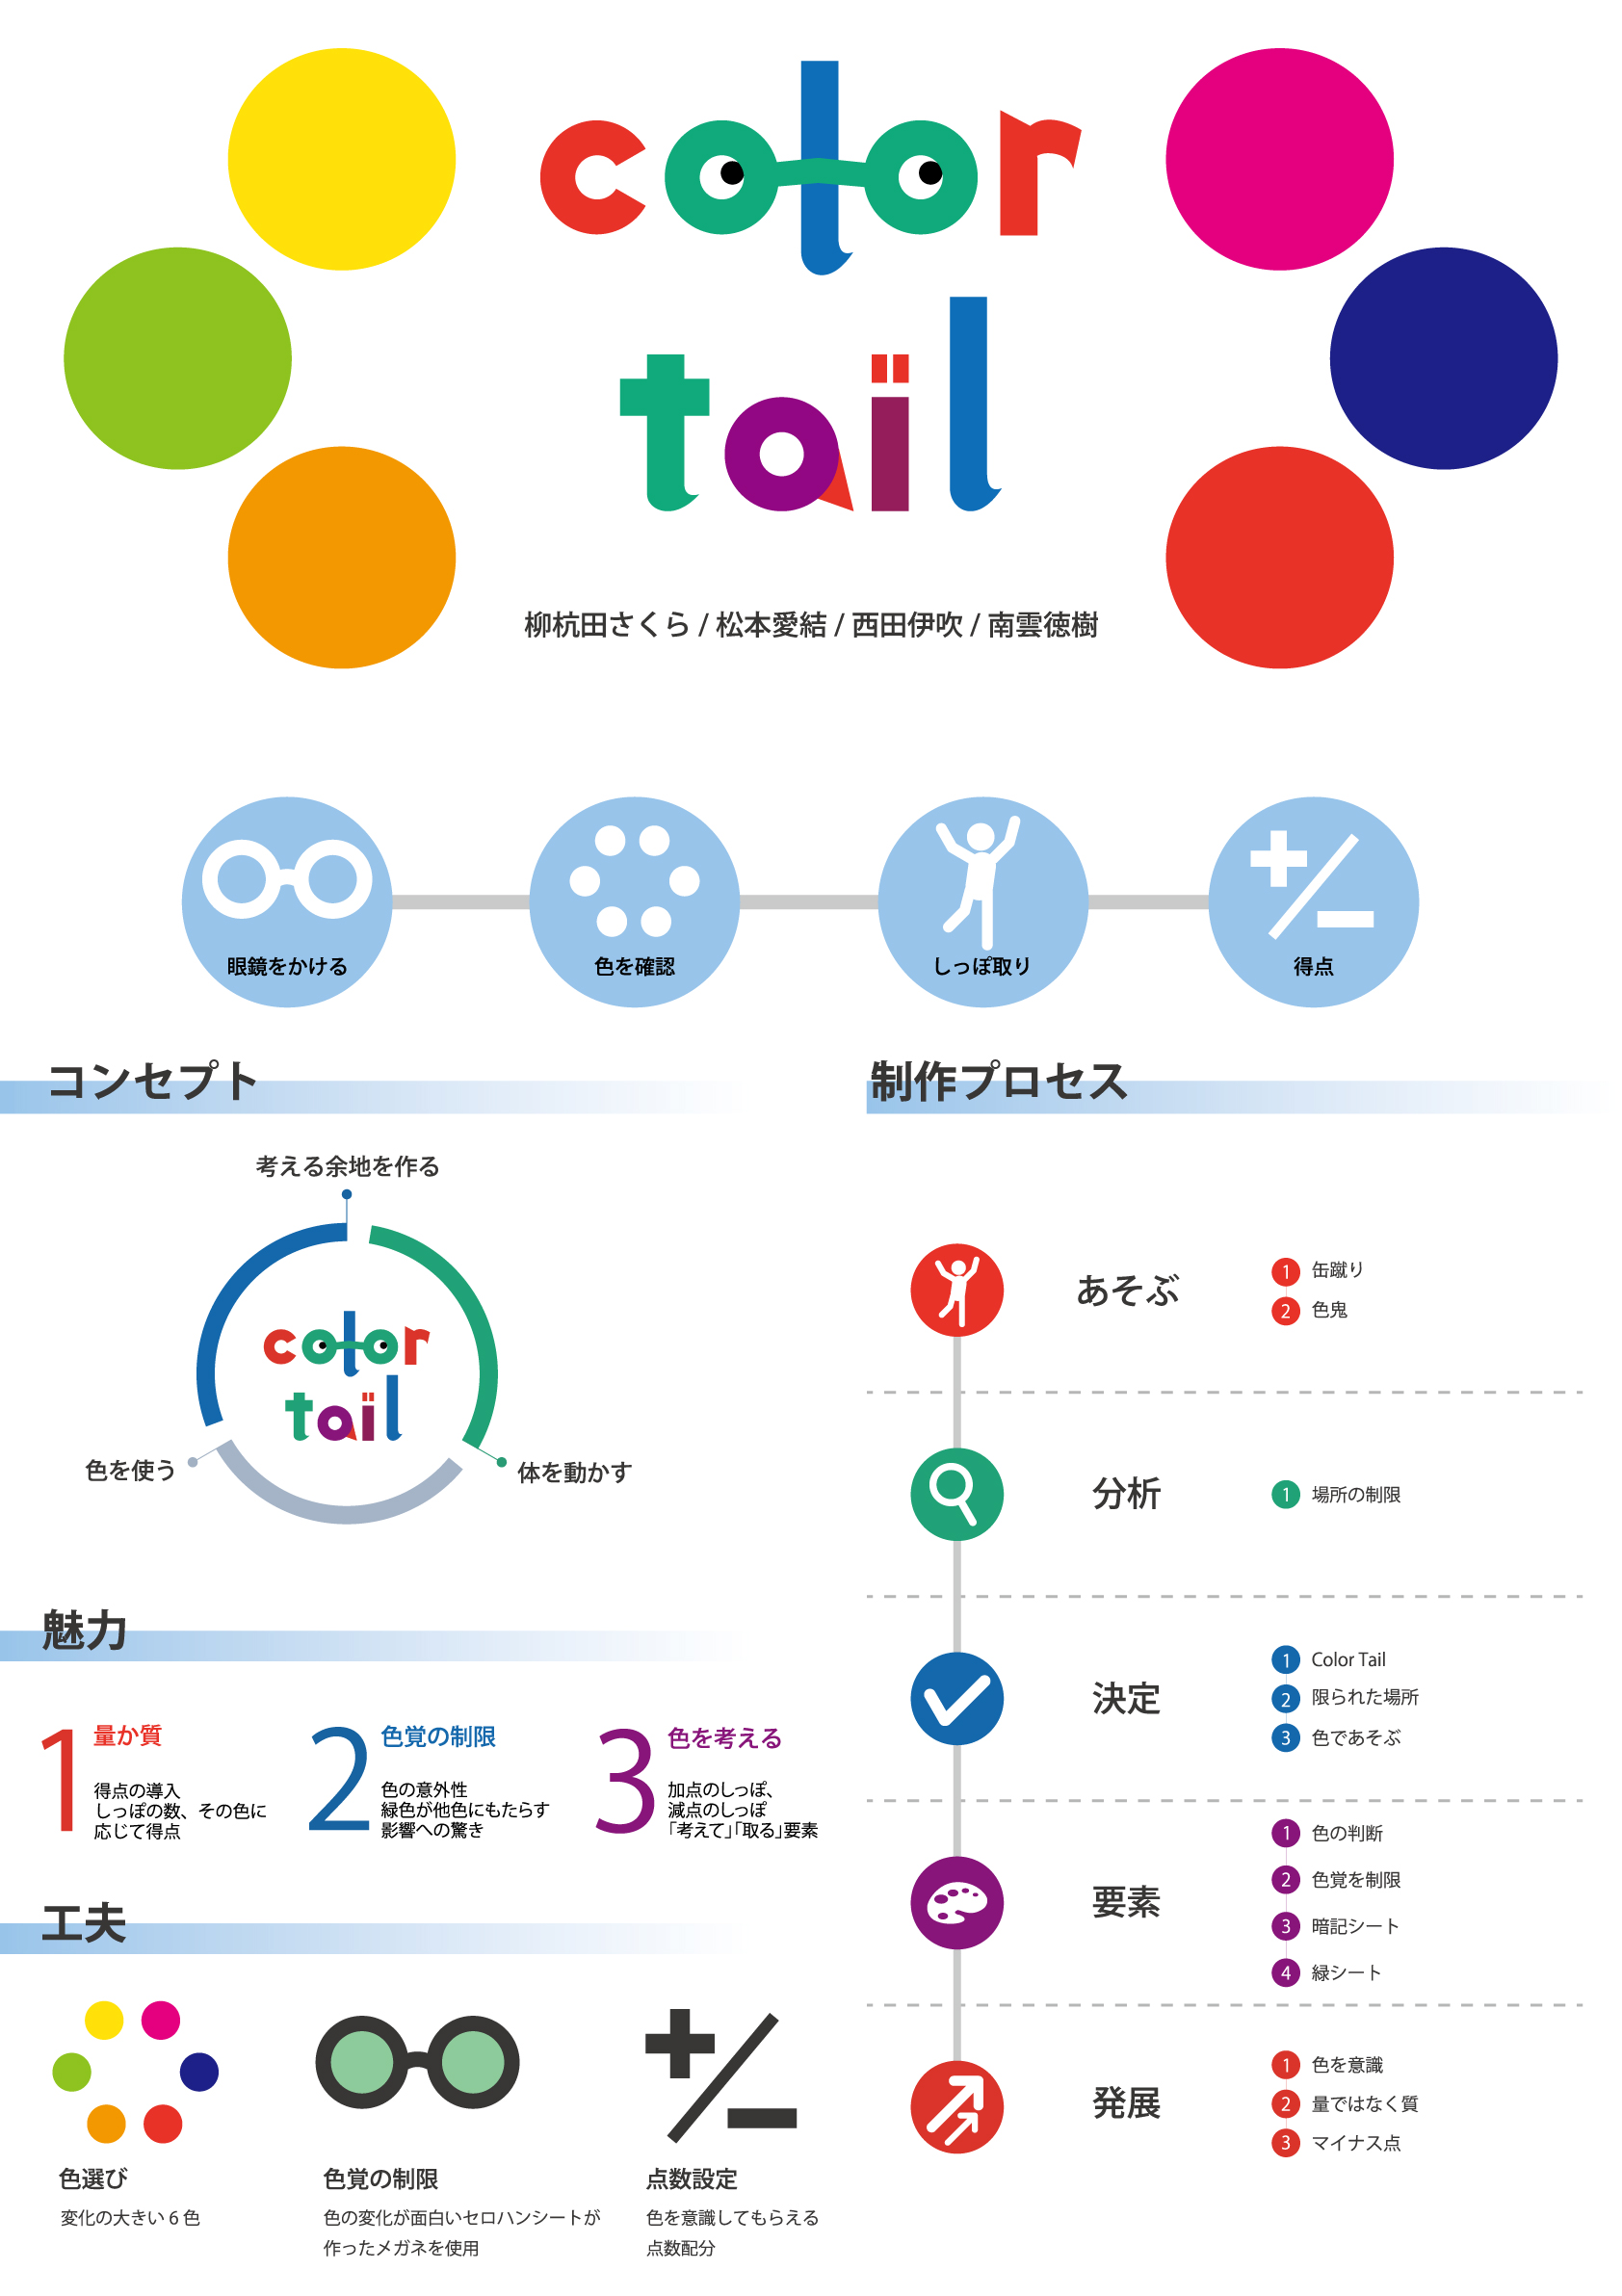 color
tail
柳杭田さくら / 松本愛結 / 西田伊吹 / 南雲徳樹
眼鏡をかける
色を確認
しっぽ取り
得点
コンセプト
考える余地を作る
color
tail
色を使う
体を動かす
魅力
1
量か質
得点の導入
しっぽの数、その色に
応じて得点
2
色覚の制限
色の意外性
緑色が他色にもたらす
影響への驚き
3
色を考える
加点のしっぽ、
減点のしっぽ
「考えて」「取る」要素
工夫
色選び
変化の大きい 6 色
色覚の制限
色の変化が面白いセロハンシートが
作ったメガネを使用
点数設定
色を意識してもらえる
点数配分
制作プロセス
あそぶ
1 缶蹴り
2 色鬼
分析
1 場所の制限
決定
1 Color Tail
2 限られた場所
3 色であそぶ
要素
1 色の判断
2 色覚を制限
3 暗記シート
4 緑シート
発展
1 色を意識
2 量ではなく質
3 マイナス点